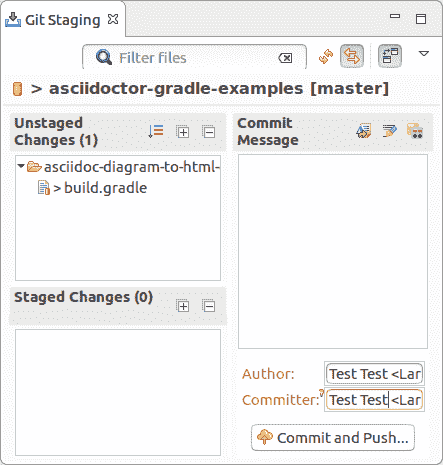 Git Staging
Filter files
> asciidoctor-gradle-examples [master]
Unstaged Changes (1)
asciidoc-diagram-to-html-
> build.gradle
Staged Changes (0)
Commit Message
Author: Test Test <Lar
Committer: Test Test <Lar
Commit and Push...